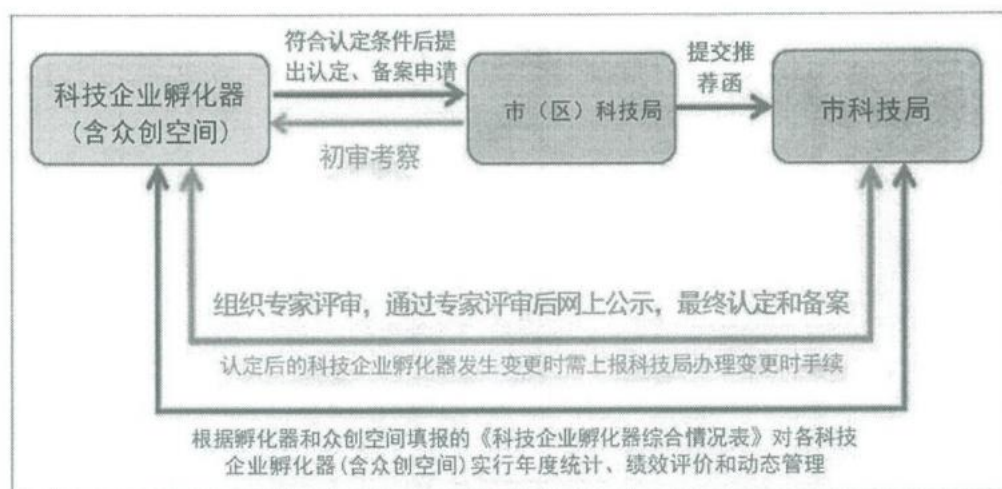 符合认定条件后提
出认定、备案申请
提交推
荐函
科技企业孵化器
(含众创空间)
市（区）科技局
市科技局
初审考察
组织专家评审，通过专家评审后网上公示，最终认定和备案
认定后的科技企业孵化器发生变更时需上报科技局办理变更时手续
根据孵化器和众创空间填报的《科技企业孵化器综合情况表》对各科技
企业孵化器(含众创空间)实行年度统计、绩效评价和动态管理